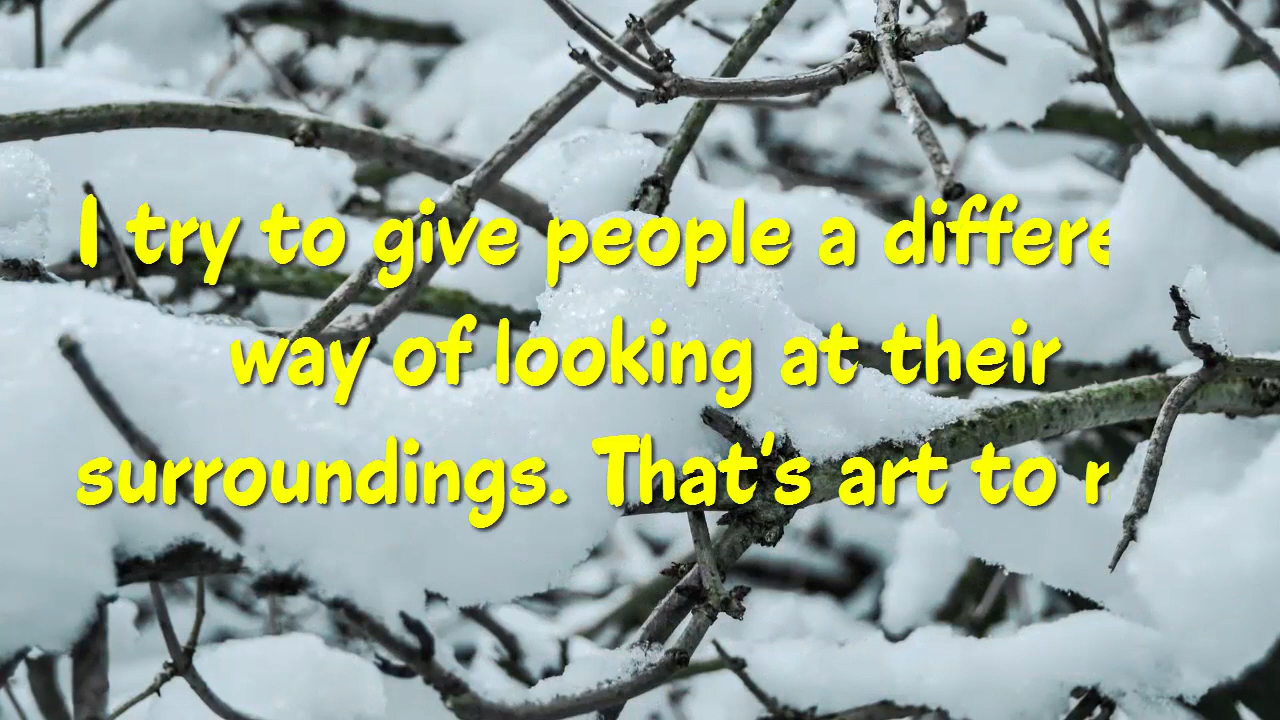 I try to give people a differe
way of looking at their
surroundings. That's art to